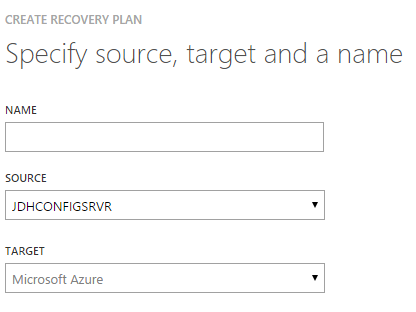 CREATE RECOVERY PLAN
Specify source, target and a name
NAME
SOURCE
JDHCONFIGSRVR
TARGET
Microsoft Azure